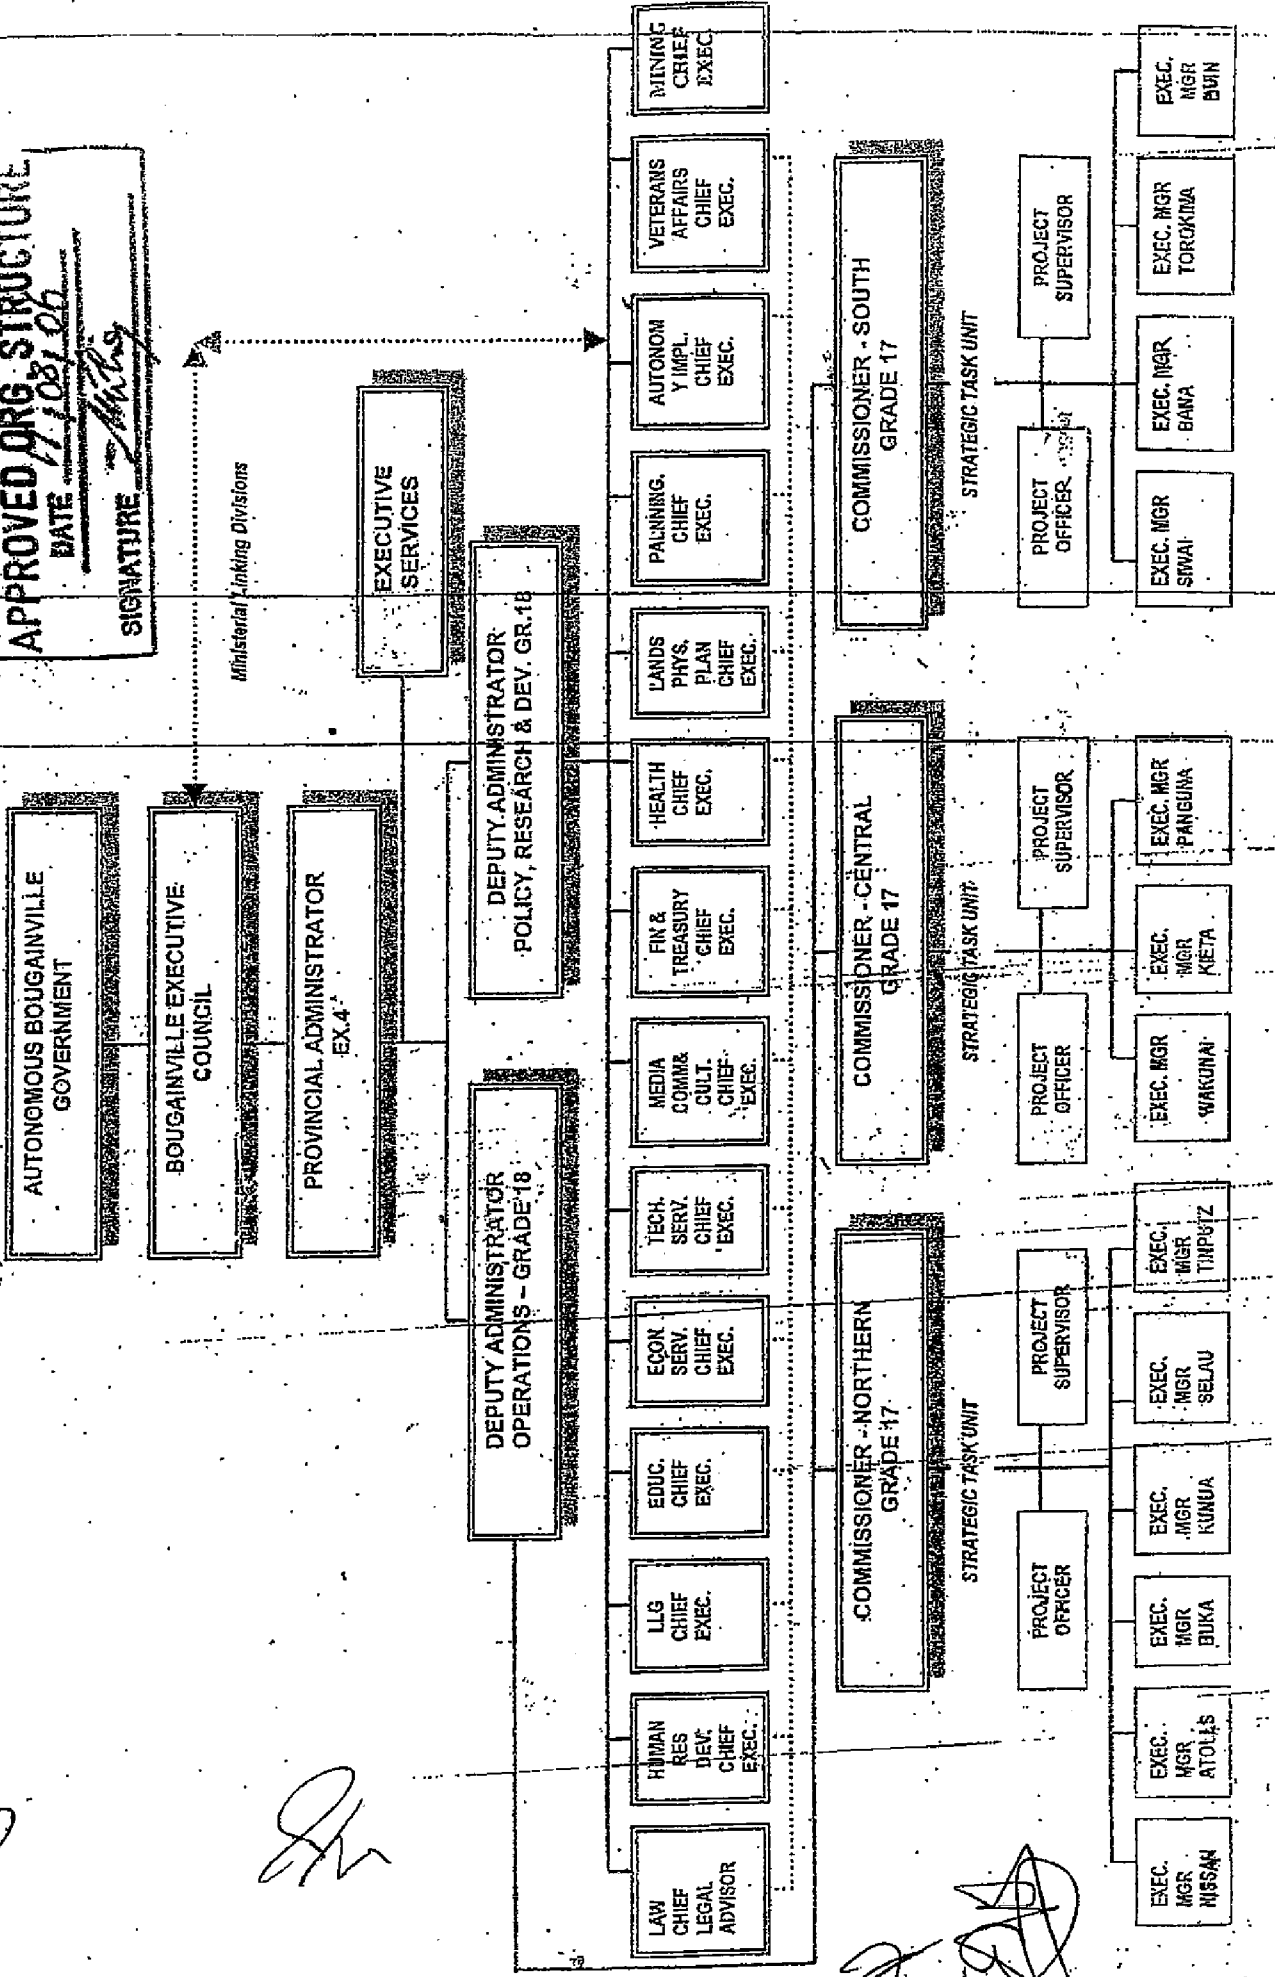 APPROVED ORG STRUCTURE
DATE 17/08/06
SIGNATURE
AUTONOMOUS BOUGAINVILLE
GOVERNMENT
BOUGAINVILLE EXECUTIVE
COUNCIL
Ministerial Linking Divisions
PROVINCIAL ADMINISTRATOR
EX.4
EXECUTIVE
SERVICES
DEPUTY ADMINISTRATOR
OPERATIONS – GRADE 18
DEPUTY ADMINISTRATOR
POLICY, RESEARCH & DEV. GR.18
LAW
CHIEF
LEGAL
ADVISOR
HUMAN
RES
DEV.
CHIEF
EXEC.
LLG
CHIEF
EXEC.
EDUC.
CHIEF
EXEC.
ECON
SERV.
CHIEF
EXEC.
TECH.
SERV.
CHIEF
EXEC.
MEDIA
COMM&
CULT.
CHIEF
EXEC.
FIN &
TREASURY
CHIEF
EXEC.
HEALTH
CHIEF
EXEC.
LANDS
PHYS.
PLAN
CHIEF
EXEC.
PALNNING.
CHIEF
EXEC.
AUTONOM
Y IMPL.
CHIEF
EXEC.
VETERANS
AFFAIRS
CHIEF
EXEC.
MINING
CHIEF
EXEC.
COMMISSIONER - NORTHERN
GRADE 17
COMMISSIONER - CENTRAL
GRADE 17
COMMISSIONER - SOUTH
GRADE 17
STRATEGIC TASK UNIT
STRATEGIC TASK UNIT
STRATEGIC TASK UNIT
PROJECT
OFFICER
PROJECT
SUPERVISOR
PROJECT
OFFICER
PROJECT
SUPERVISOR
PROJECT
OFFICER
PROJECT
SUPERVISOR
EXEC.
MGR
NISSAN
EXEC.
MGR
ATOLLS
EXEC.
MGR
BUKA
EXEC.
MGR
KUNUA
EXEC.
MGR
SELAU
EXEC.
MGR
TINPUTZ
EXEC. MGR
WAKUNAI
EXEC.
MGR
KIETA
EXEC. MGR
PANGUNA
EXEC. MGR
SIWAI
EXEC. MGR
BANA
EXEC. MGR
TOROKINA
EXEC.
MGR
BUIN